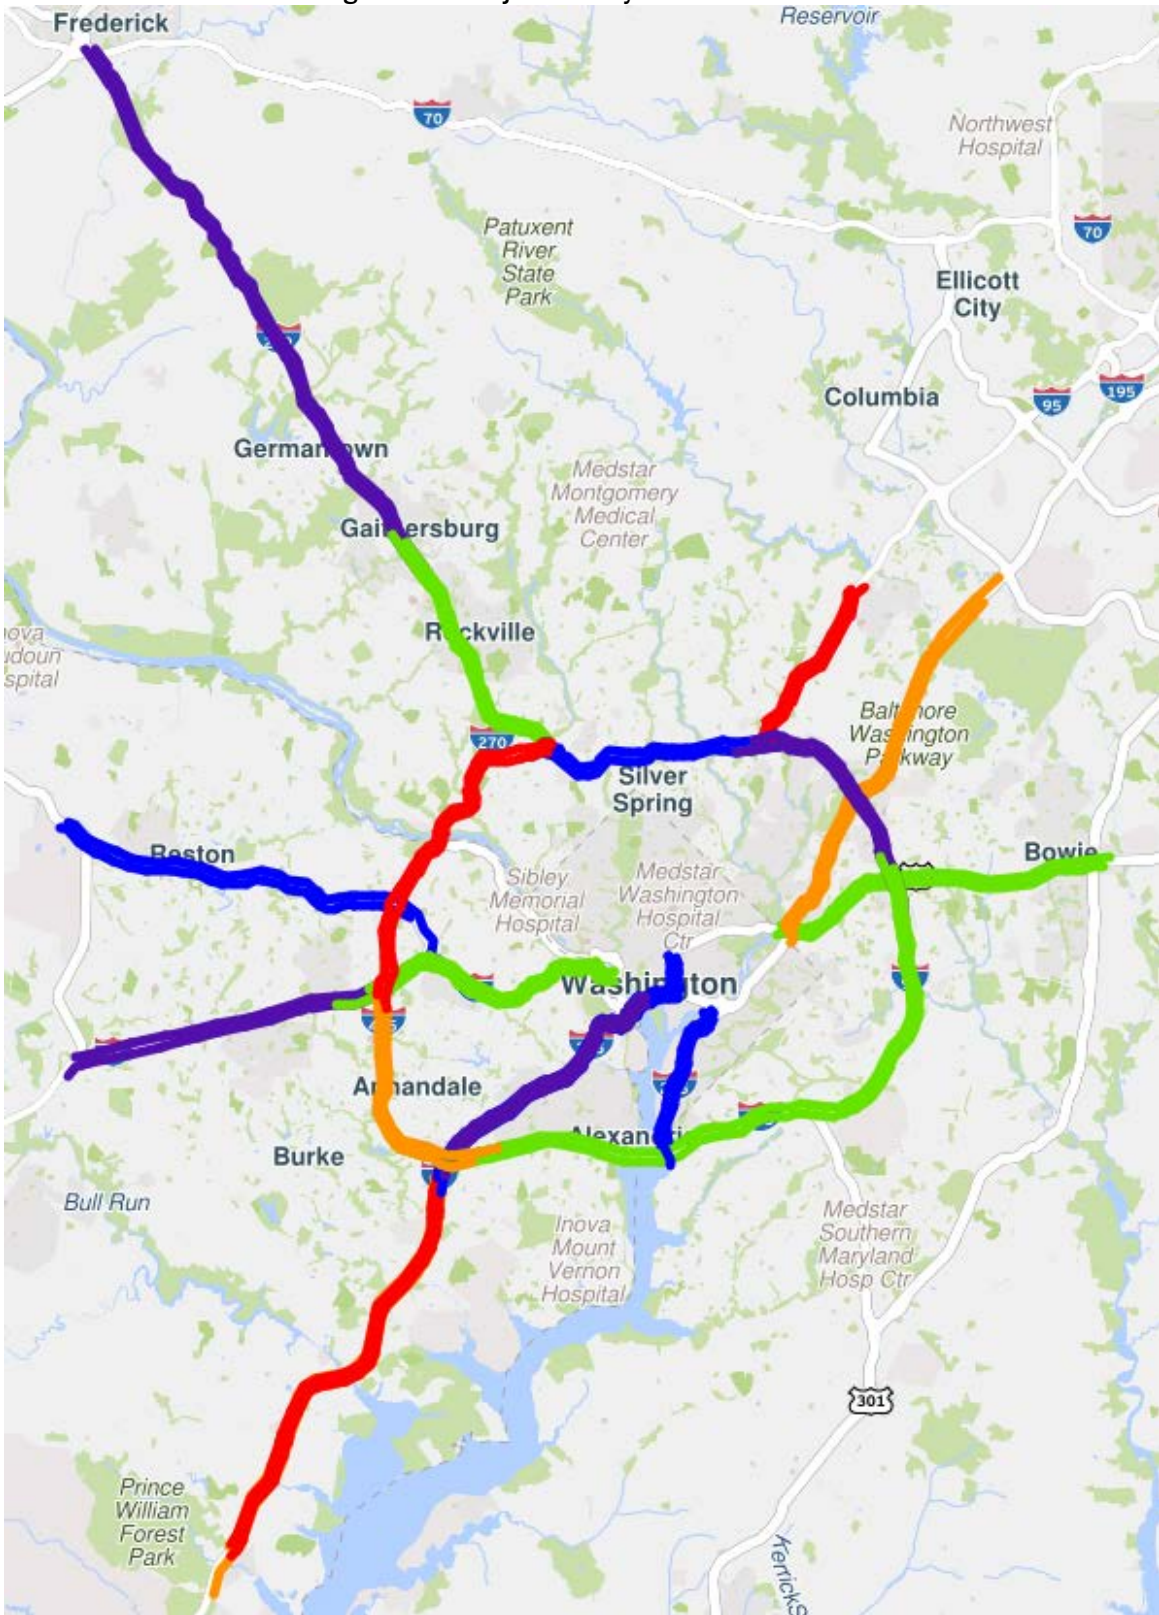 Frederick
Reservoir
70
Northwest
Hospital
Patuxent
River
State
Park
70
Ellicott
City
Columbia
95
195
Germantown
Medstar
Montgomery
Medical
Center
Gaithersburg
Rockville
ova
udoun
spital
Baltimore
Washington
Parkway
270
Silver
Spring
Reston
Bowie
Sibley
Memorial
Hospital
Medstar
Washington
Hospital
Ctr
Washington
Annandale
Alexandria
Burke
Bull Run
Inova
Mount
Vernon
Hospital
Medstar
Southern
Maryland
Hosp Ctr
301
Prince
William
Forest
Park